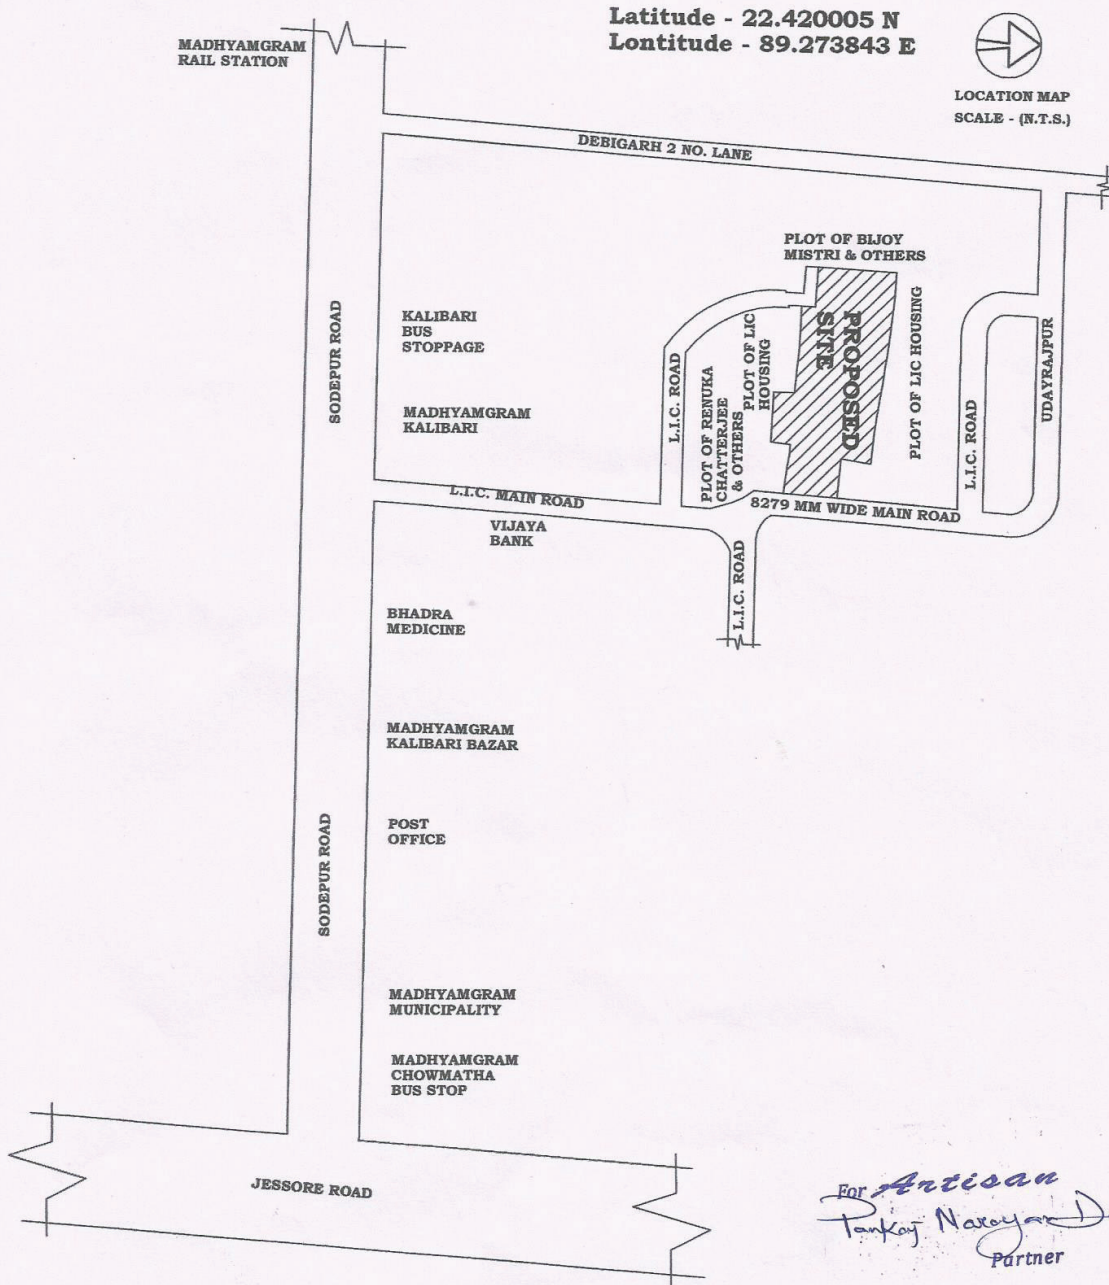 Latitude - 22.420005 N
Lontitude - 89.273843 E
MADHYAMGRAM
RAIL STATION
LOCATION MAP
SCALE - (N.T.S.)
DEBIGARH 2 NO. LANE
PLOT OF BIJOY
MISTRI & OTHERS
SODEPUR ROAD
KALIBARI
BUS
STOPPAGE
MADHYAMGRAM
KALIBARI
L.I.C. ROAD
PLOT OF RENUKA
CHATTERJEE
& OTHERS
PLOT OF LIC
HOUSING
PROPOSED
SITE
PLOT OF LIC HOUSING
L.I.C. ROAD
UDAYRAJPUR
L.I.C. MAIN ROAD
8279 MM WIDE MAIN ROAD
VIJAYA
BANK
L.I.C. ROAD
BHADRA
MEDICINE
MADHYAMGRAM
KALIBARI BAZAR
POST
OFFICE
SODEPUR ROAD
MADHYAMGRAM
MUNICIPALITY
MADHYAMGRAM
CHOWMATHA
BUS STOP
JESSORE ROAD
For Artisan
Pankaj Narayan
Partner